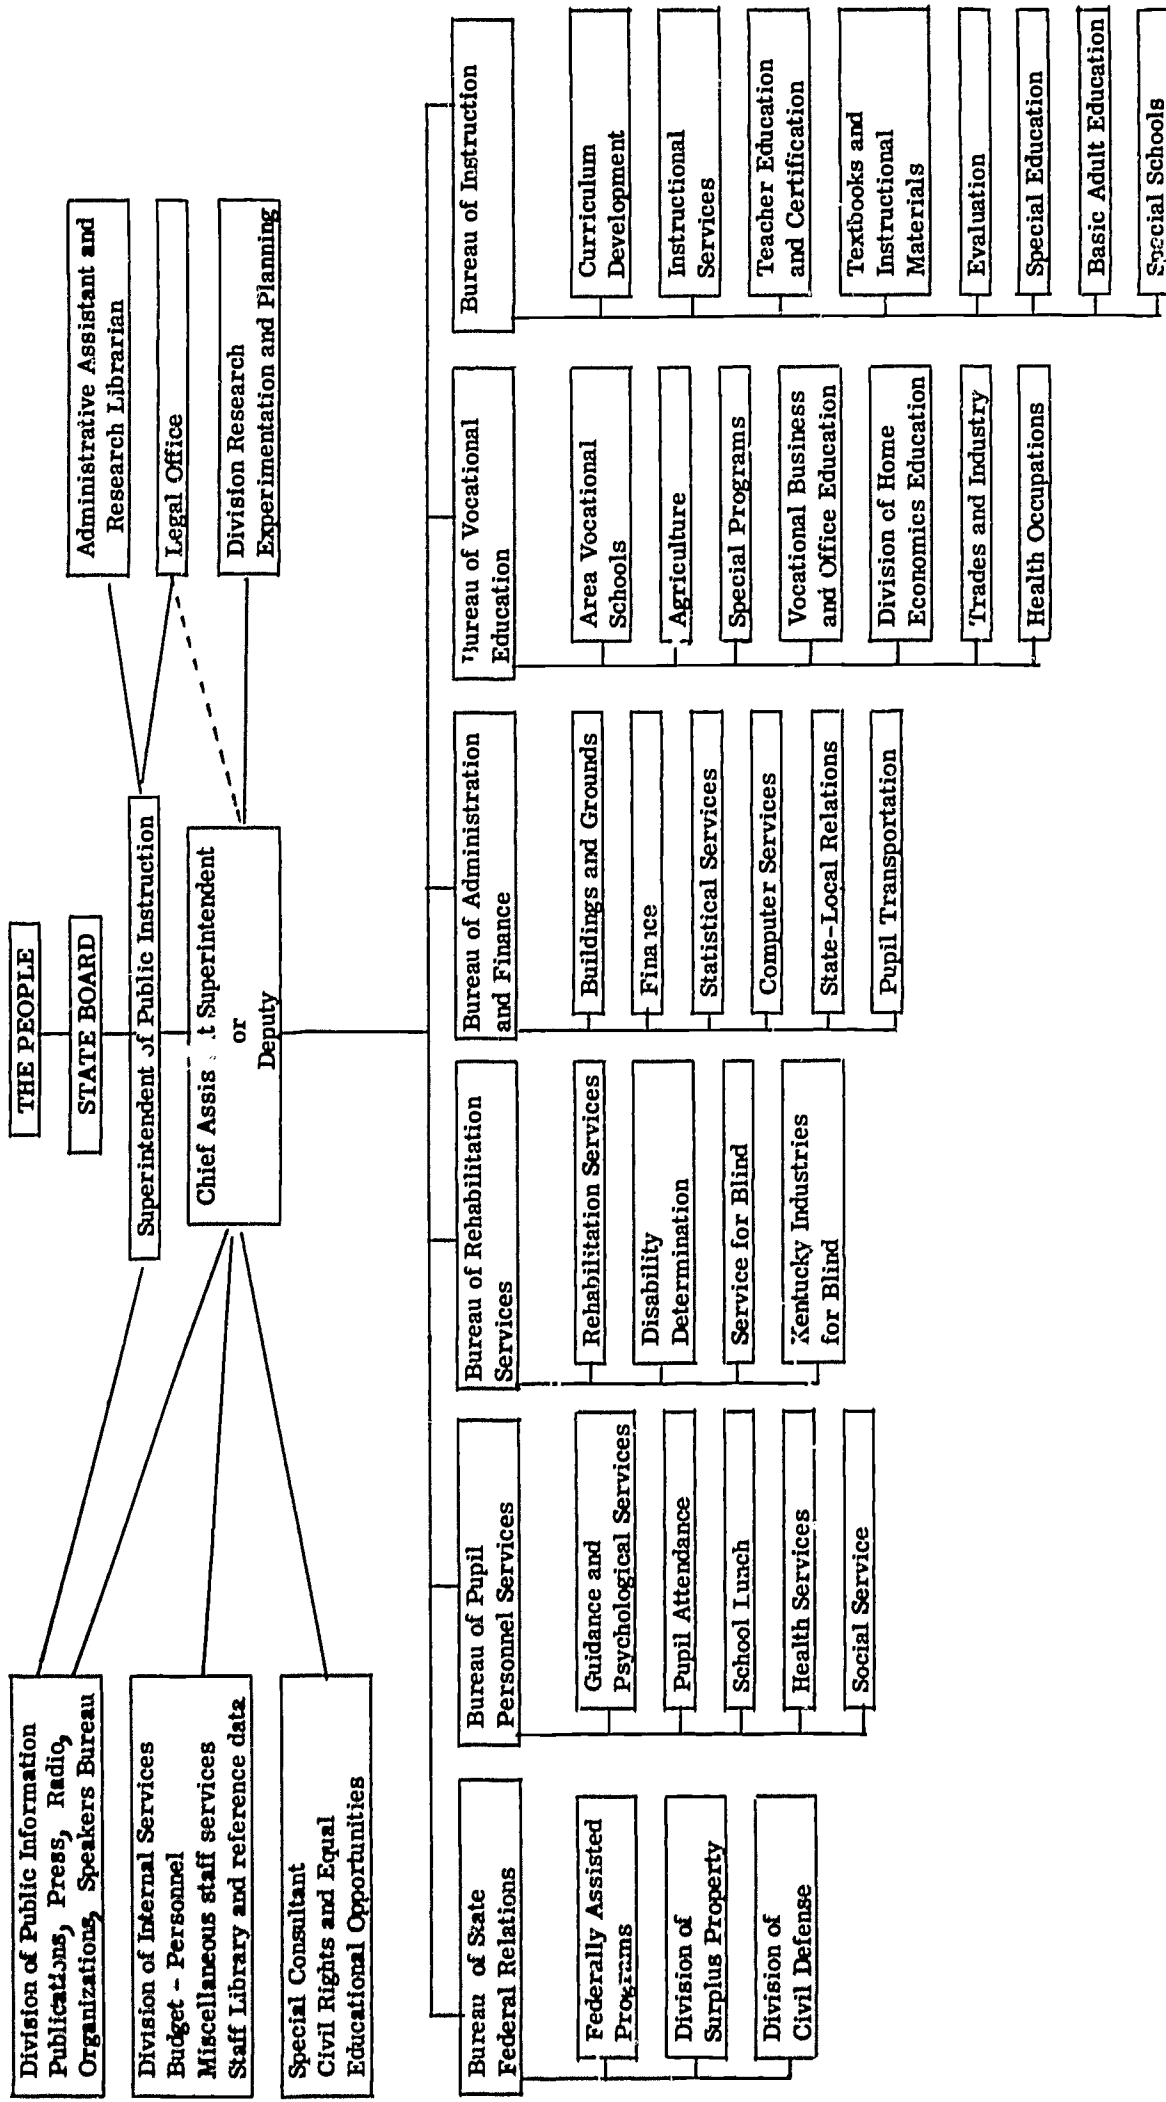 THE PEOPLE
STATE BOARD
Superintendent of Public Instruction
Chief Assis t Superintendent
or
Deputy
Division of Public Information
Publications, Press, Radio,
Organizations, Speakers Bureau
Division of Internal Services
Budget - Personnel
Miscellaneous staff services
Staff Library and reference data
Special Consultant
Civil Rights and Equal
Educational Opportunities
Administrative Assistant and
Research Librarian
Legal Office
Division Research
Experimentation and Planning
Bureau of State
Federal Relations
Federally Assisted
Programs
Division of
Surplus Property
Division of
Civil Defense
Bureau of Pupil
Personnel Services
Guidance and
Psychological Services
Pupil Attendance
School Lunch
Health Services
Social Service
Bureau of Rehabilitation
Services
Rehabilitation Services
Disability
Determination
Service for Blind
Kentucky Industries
for Blind
Bureau of Administration
and Finance
Buildings and Grounds
Finance
Statistical Services
Computer Services
State-Local Relations
Pupil Transportation
Bureau of Vocational
Education
Area Vocational
Schools
Agriculture
Special Programs
Vocational Business
and Office Education
Division of Home
Economics Education
Trades and Industry
Health Occupations
Bureau of Instruction
Curriculum
Development
Instructional
Services
Teacher Education
and Certification
Textbooks and
Instructional
Materials
Evaluation
Special Education
Basic Adult Education
Special Schools